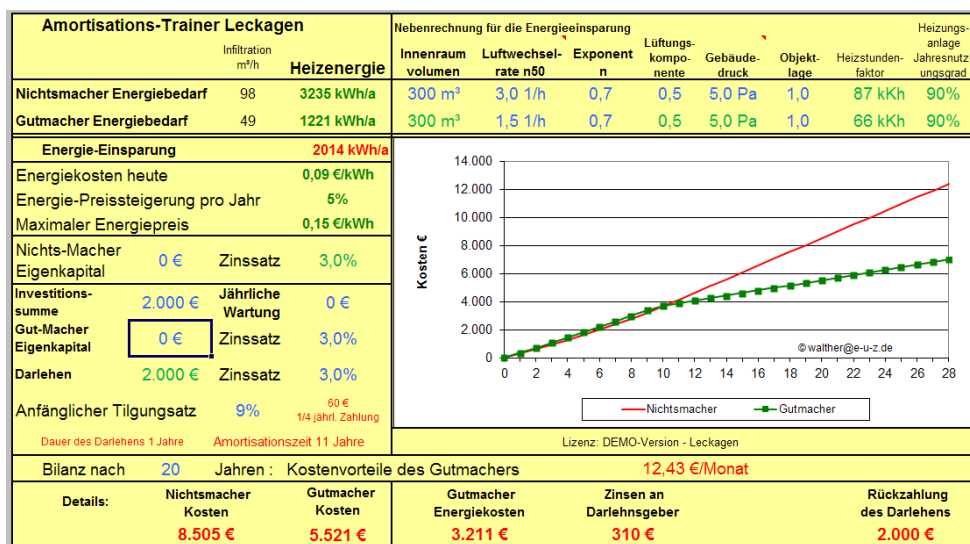 Amortisations-Trainer Leckagen
Infiltration m³/h
Heizenergie
Nichtsmacher Energiebedarf 98 3235 kWh/a
Gutmacher Energiebedarf 49 1221 kWh/a
Nebenrechnung für die Energieeinsparung
Innenraum volumen
Luftwechsel-rate n50
Exponent n
Lüftungs-kompo-nente
Gebäude-druck
Objekt-lage
Heizstunden-faktor
Heizungs-anlage Jahresnutz ungsgrad
300 m³ 3,0 1/h 0,7 0,5 5,0 Pa 1,0 87 kKh 90%
300 m³ 1,5 1/h 0,7 0,5 5,0 Pa 1,0 66 kKh 90%
Energie-Einsparung 2014 kWh/a
Energiekosten heute 0,09 €/kWh
Energie-Preissteigerung pro Jahr 5%
Maximaler Energiepreis 0,15 €/kWh
Nichts-Macher Eigenkapital 0 € Zinssatz 3,0%
Investitions-summe 2.000 € Jährliche Wartung 0 €
Gut-Macher Eigenkapital 0 € Zinssatz 3,0%
Darlehen 2.000 € Zinssatz 3,0%
Anfänglicher Tilgungsatz 9% 60 € 1/4 jährl. Zahlung
Dauer des Darlehens 1 Jahre Amortisationszeit 11 Jahre
Kosten €
14.000
12.000
10.000
8.000
6.000
4.000
2.000
0
0 2 4 6 8 10 12 14 16 18 20 22 24 26 28
©walther@e-u-z.de
Nichtsmacher Gutmacher
Lizenz: DEMO-Version - Leckagen
Bilanz nach 20 Jahren : Kostenvorteile des Gutmachers 12,43 €/Monat
Details:
Nichtsmacher Kosten
Gutmacher Kosten
Gutmacher Energiekosten
Zinsen an Darlehnsgeber
Rückzahlung des Darlehens
8.505 € 5.521 € 3.211 € 310 € 2.000 €